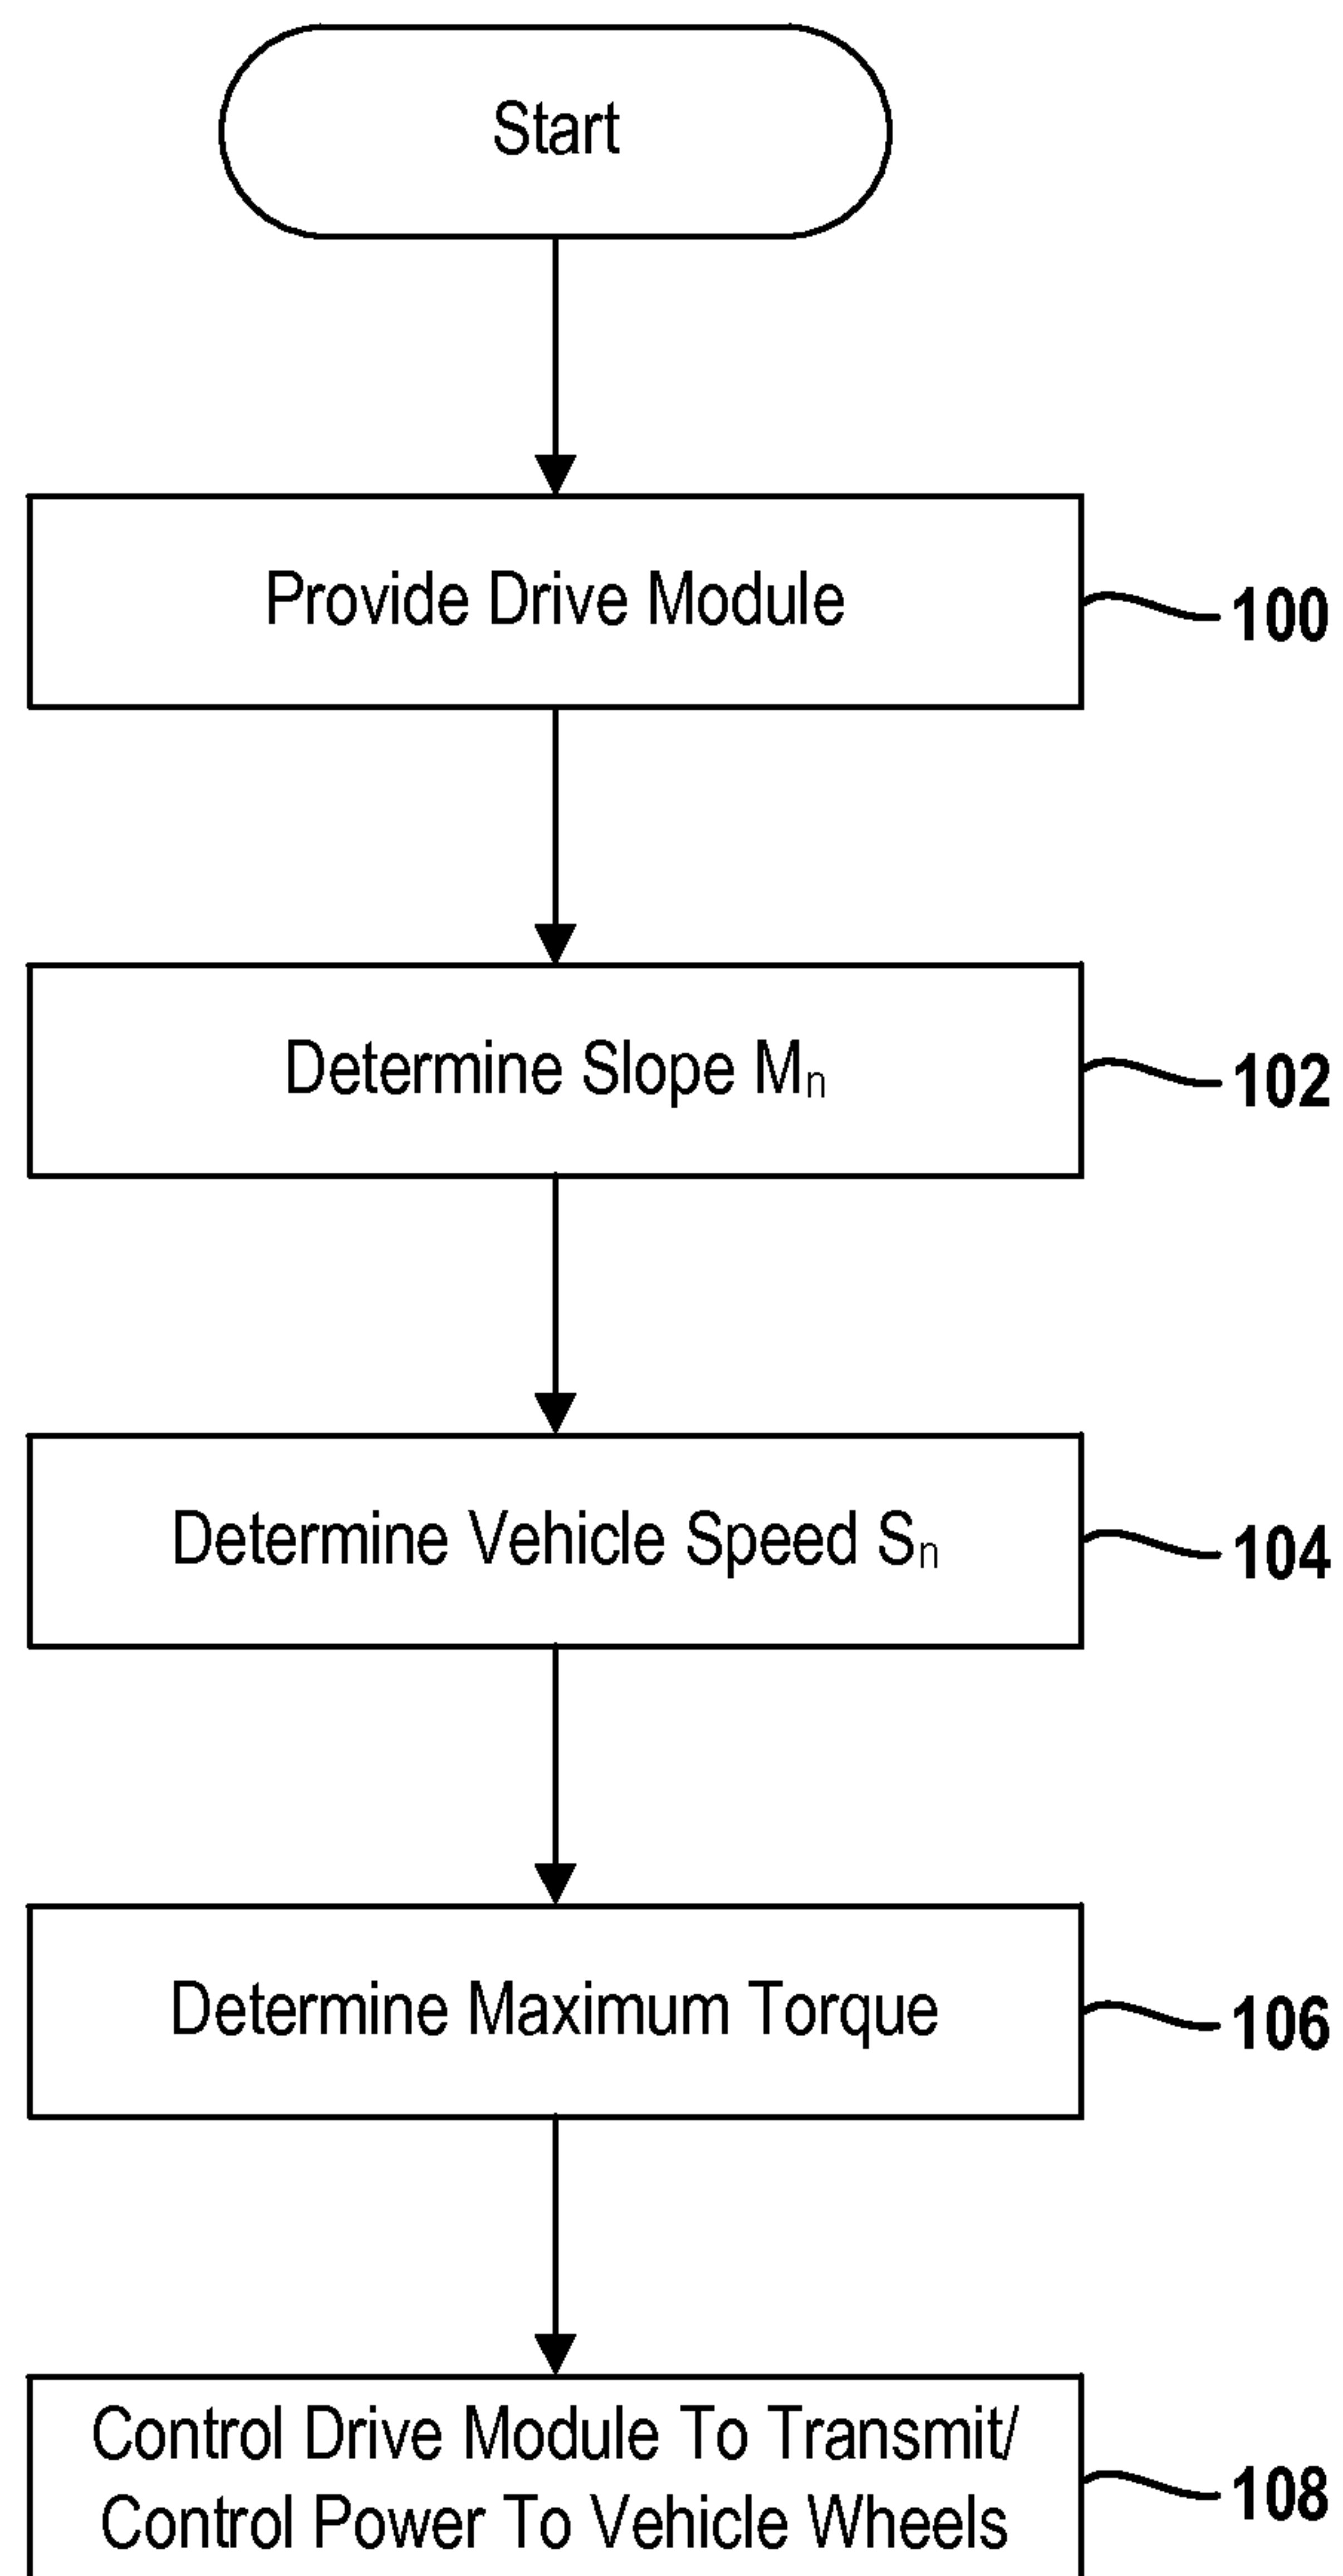 Start
Provide Drive Module
100
Determine Slope Mₙ
102
Determine Vehicle Speed Sₙ
104
Determine Maximum Torque
106
Control Drive Module To Transmit/
Control Power To Vehicle Wheels
108